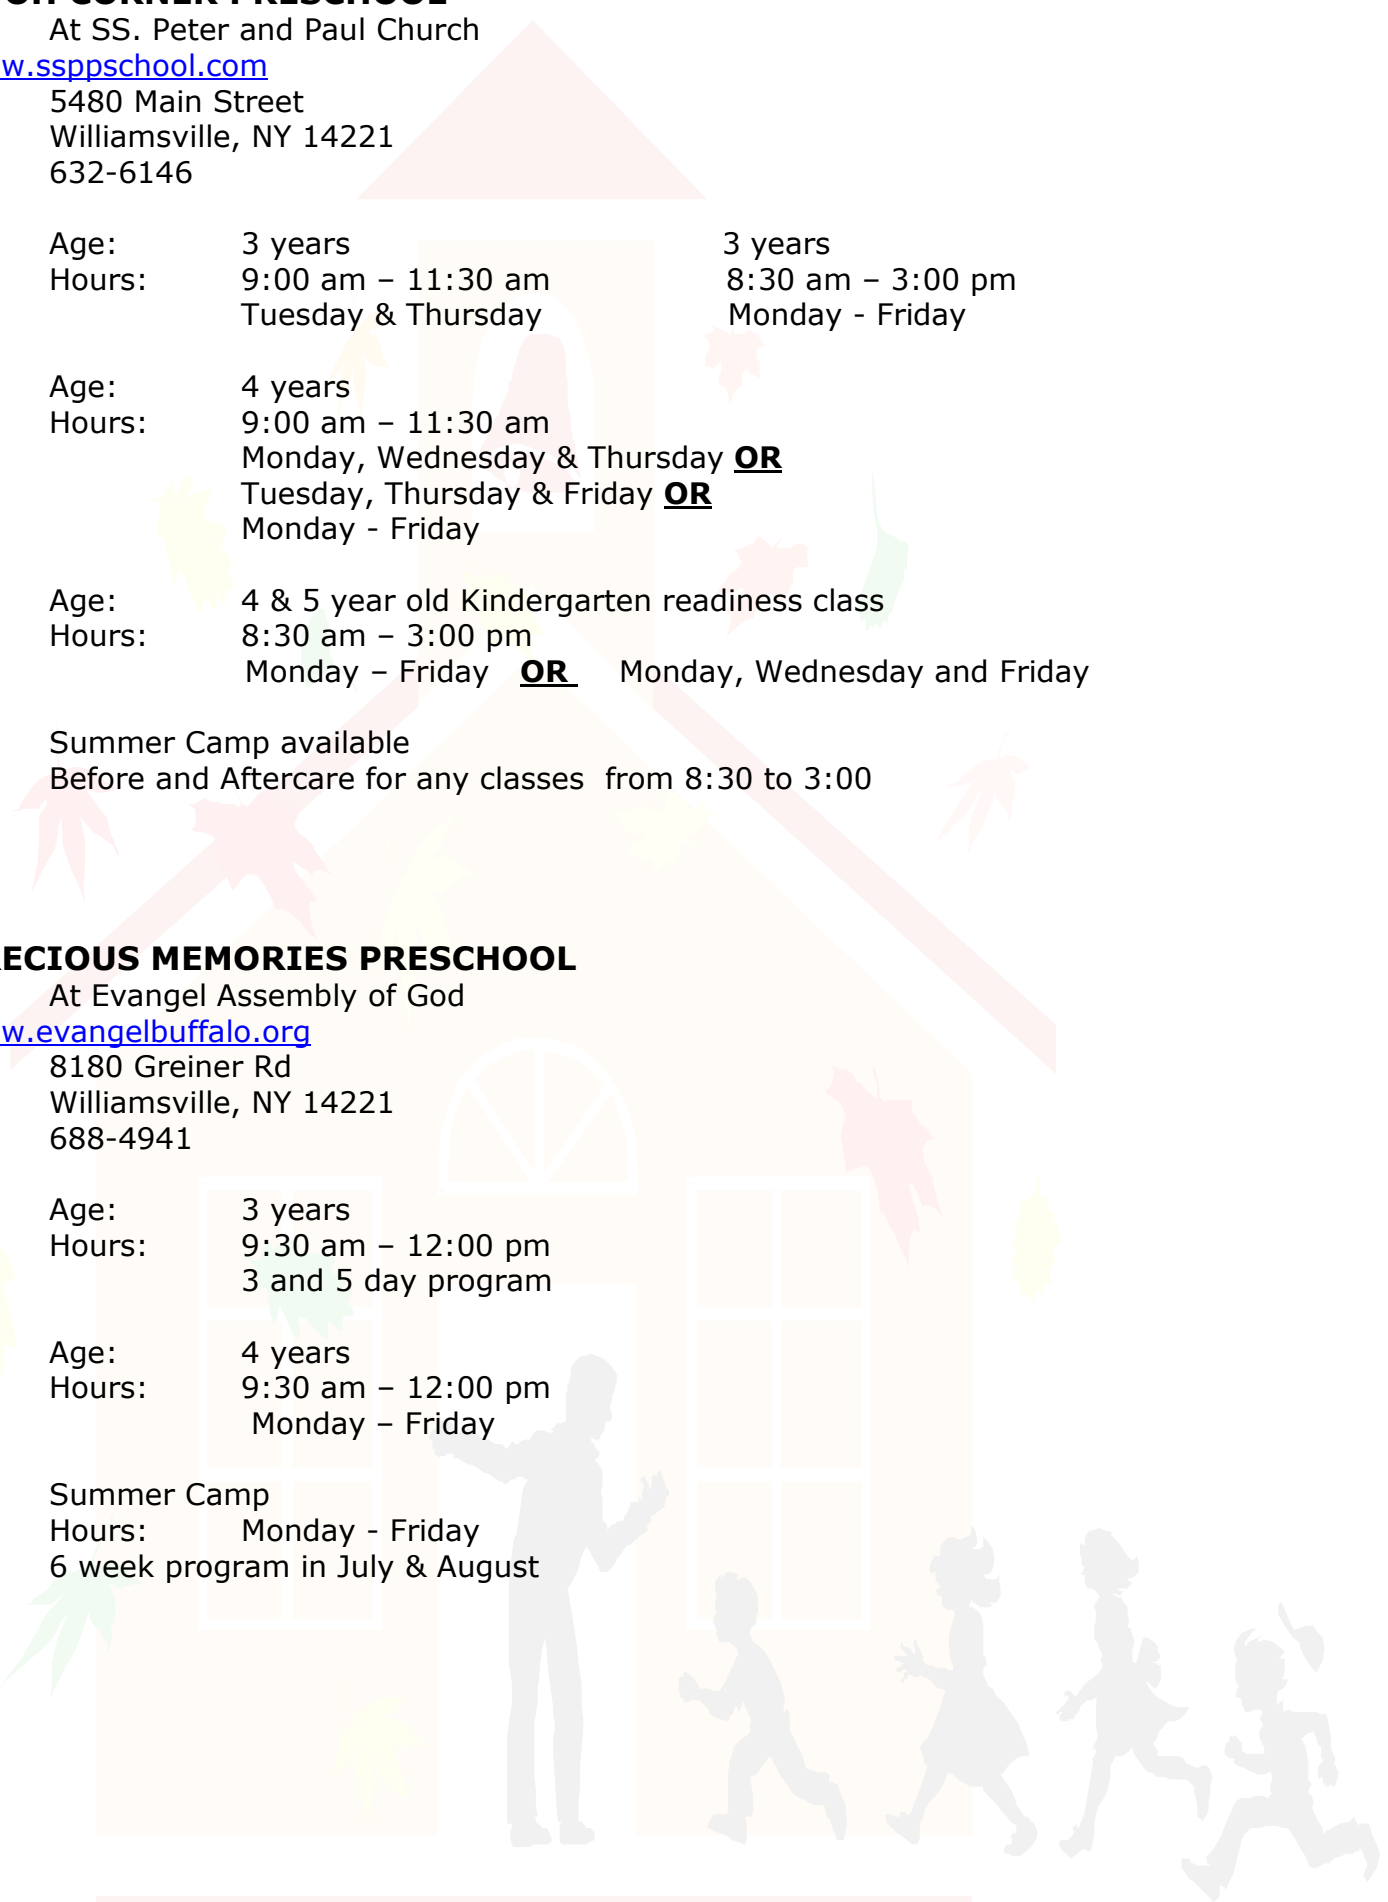 CORNER PRESCHOOL
At SS. Peter and Paul Church
w.ssppschool.com
5480 Main Street
Williamsville, NY 14221
632-6146
Age: 3 years 3 years
Hours: 9:00 am – 11:30 am 8:30 am – 3:00 pm
Tuesday & Thursday Monday - Friday
Age: 4 years
Hours: 9:00 am – 11:30 am
Monday, Wednesday & Thursday OR
Tuesday, Thursday & Friday OR
Monday - Friday
Age: 4 & 5 year old Kindergarten readiness class
Hours: 8:30 am – 3:00 pm
Monday – Friday OR Monday, Wednesday and Friday
Summer Camp available
Before and Aftercare for any classes from 8:30 to 3:00
RECIOUS MEMORIES PRESCHOOL
At Evangel Assembly of God
w.evangelbuffalo.org
8180 Greiner Rd
Williamsville, NY 14221
688-4941
Age: 3 years
Hours: 9:30 am – 12:00 pm
3 and 5 day program
Age: 4 years
Hours: 9:30 am – 12:00 pm
Monday – Friday
Summer Camp
Hours: Monday - Friday
6 week program in July & August